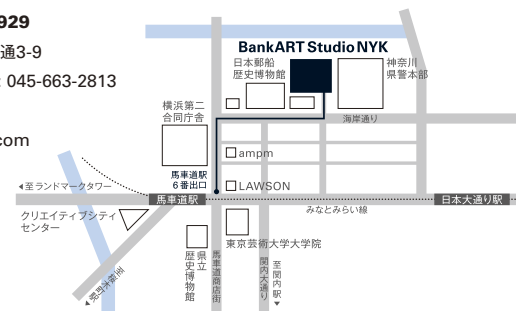 929
通3-9
: 045-663-2813
com
BankART Studio NYK
日本郵船
歴史博物館
神奈川
県警本部
横浜第二
合同庁舎
海岸通り
ampm
馬車道駅
6番出口
LAWSON
◀至ランドマークタワー
馬車道駅
みなとみらい線
日本大通り駅
クリエイティブシティ
センター
東京芸術大学大学院
県立
歴史博物館
馬車道商店街
関内大通り
至関内駅▼
至桜木町駅